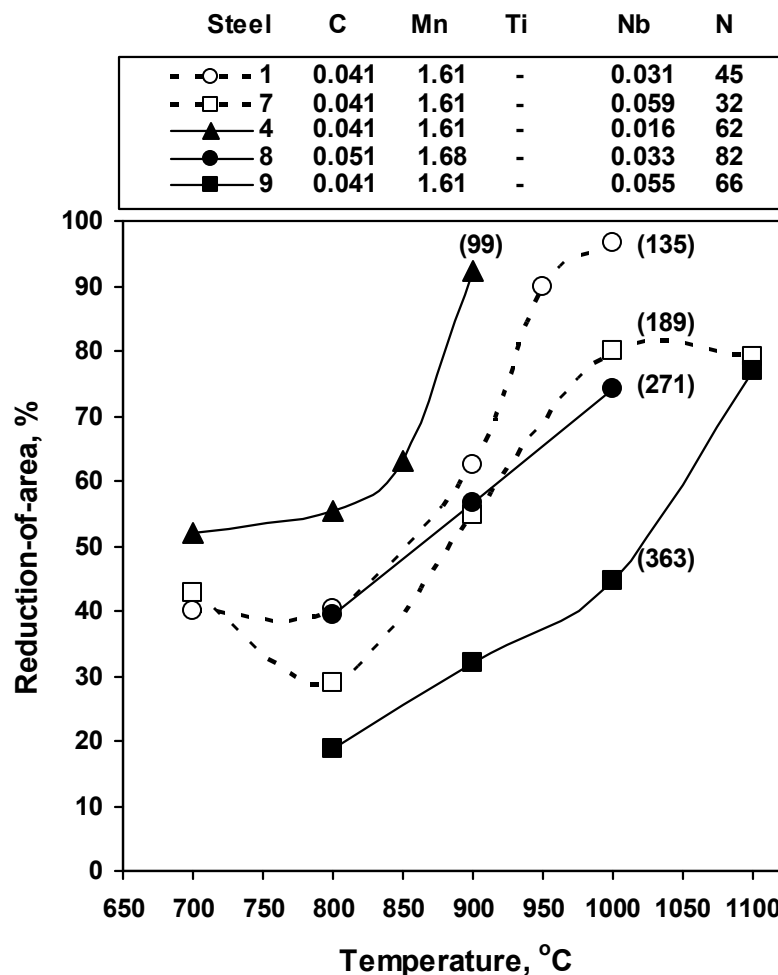 Steel C Mn Ti Nb N
1 0.041 1.61 - 0.031 45
7 0.041 1.61 - 0.059 32
4 0.041 1.61 - 0.016 62
8 0.051 1.68 - 0.033 82
9 0.041 1.61 - 0.055 66
100
90
80
70
60
50
40
30
20
10
0
Reduction-of-area, %
(99)
(135)
(189)
(271)
(363)
650 700 750 800 850 900 950 1000 1050 1100
Temperature, °C